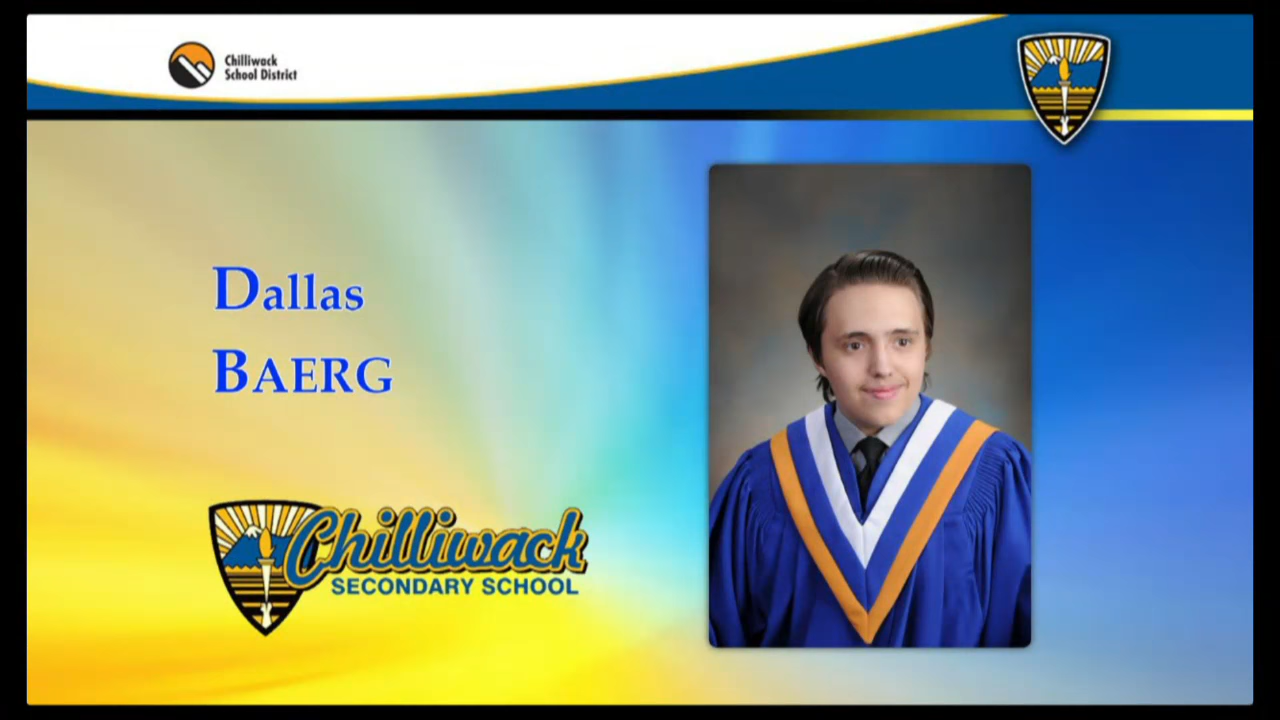 Chilliwack
School District
Dallas
BAERG
Chilliwack
SECONDARY SCHOOL